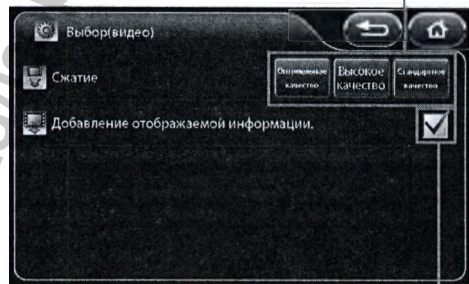 Выбор(видео)
Сжатие
Оптимальное качество
Высокое качество
Стандартное качество
Добавление отображаемой информации.